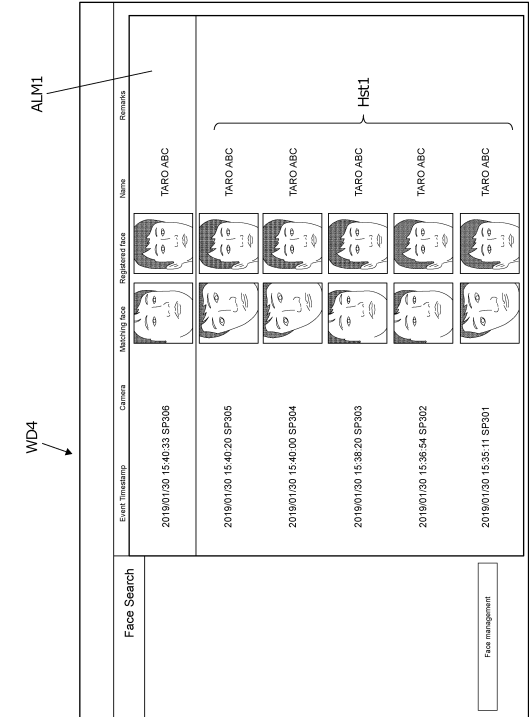 WD4
ALM1
Face Search
Event Timestamp Camera Matching face Registered face Name Remarks
2019/01/30 15:40:33 SP306 TARO ABC
2019/01/30 15:40:20 SP305 TARO ABC
2019/01/30 15:40:00 SP304 TARO ABC
2019/01/30 15:38:20 SP303 TARO ABC
2019/01/30 15:36:54 SP302 TARO ABC
2019/01/30 15:35:11 SP301 TARO ABC
Hst1
Face management